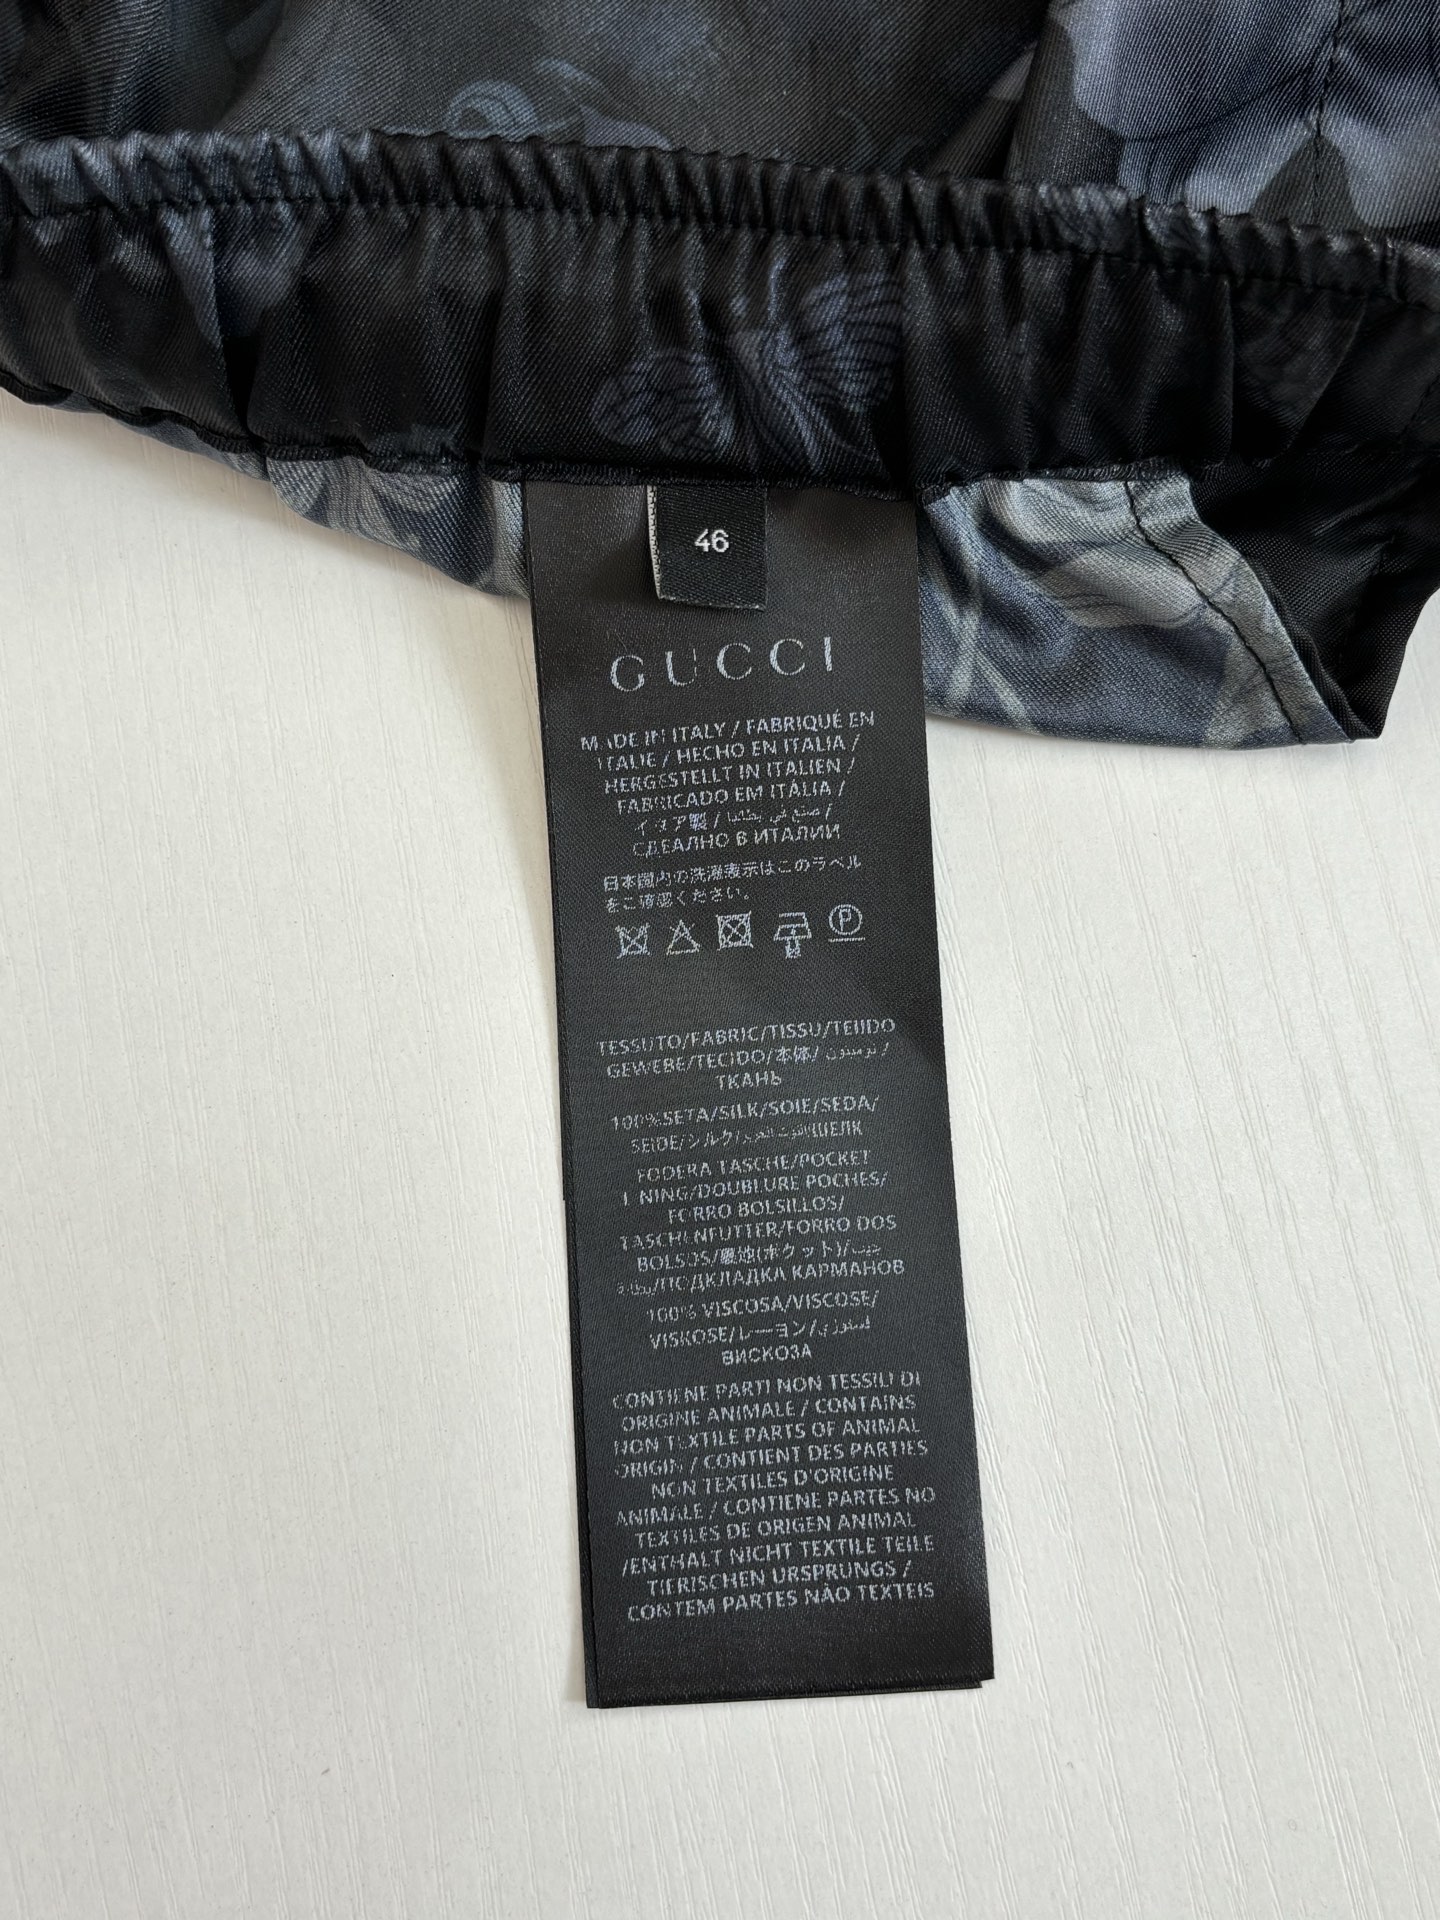 46
GUCCI
MADE IN ITALY / FABRIQUÉ EN
ITALIE / HECHO EN ITALIA /
HERGESTELLT IN ITALIEN /
FABRICADO EM ITÁLIA /
イタリア製 / صنع في إيطاليا /
СДЕЛАНО В ИТАЛИИ
日本国内の洗濯表示はこのラベル
をご確認ください。
P
TESSUTO/FABRIC/TISSU/TEJIDO
GEWEBE/TECIDO/本体/
ТКАНЬ
100%SETA/SILK/SOIE/SEDA/
SEIDE/シルク/ШЕЛК
FODERA TASCHE/POCKET
LINING/DOUBLURE POCHES/
FORRO BOLSILLOS/
TASCHENFUTTER/FORRO DOS
BOLSOS/裏地(ポケット)/
/ПОДКЛАДКА КАРМАНОВ
100% VISCOSA/VISCOSE/
VISKOSE/レーヨン/
ВИСКОЗА
CONTIENE PARTI NON TESSILI DI
ORIGINE ANIMALE / CONTAINS
NON TEXTILE PARTS OF ANIMAL
ORIGIN / CONTIENT DES PARTIES
NON TEXTILES D'ORIGINE
ANIMALE / CONTIENE PARTES NO
TEXTILES DE ORIGEN ANIMAL
/ENTHALT NICHT TEXTILE TEILE
TIERISCHEN URSPRUNGS /
CONTEM PARTES NÃO TEXTEIS